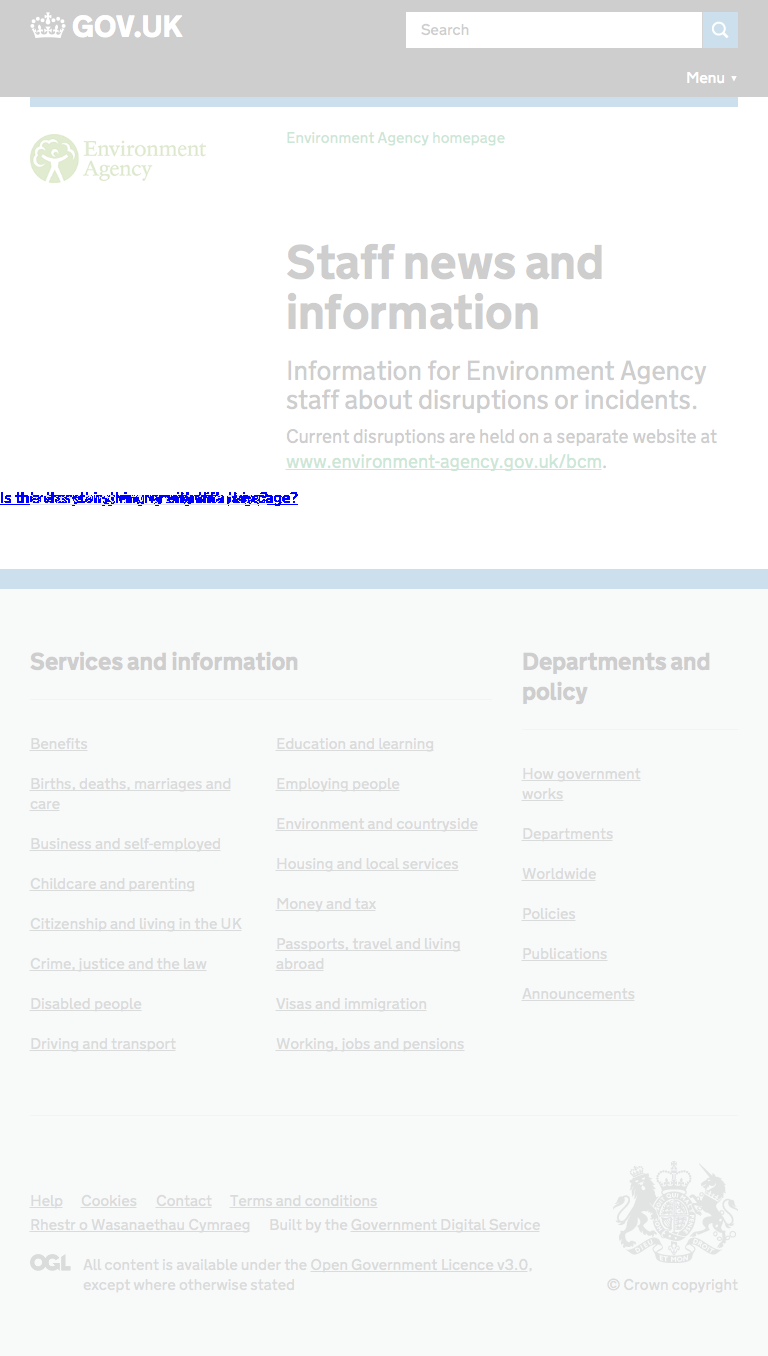 GOV.UK
Search
Menu ▼
Environment
Agency
Environment Agency homepage
Staff news and
information
Information for Environment Agency
staff about disruptions or incidents.
Current disruptions are held on a separate website at
www.environment-agency.gov.uk/bcm.
Services and information
Departments and
policy
Benefits
Births, deaths, marriages and
care
Business and self-employed
Childcare and parenting
Citizenship and living in the UK
Crime, justice and the law
Disabled people
Driving and transport
Education and learning
Employing people
Environment and countryside
Housing and local services
Money and tax
Passports, travel and living
abroad
Visas and immigration
Working, jobs and pensions
How government
works
Departments
Worldwide
Policies
Publications
Announcements
Help Cookies Contact Terms and conditions
Rhestr o Wasanaethau Cymraeg Built by the Government Digital Service
OGL All content is available under the Open Government Licence v3.0,
except where otherwise stated
© Crown copyright